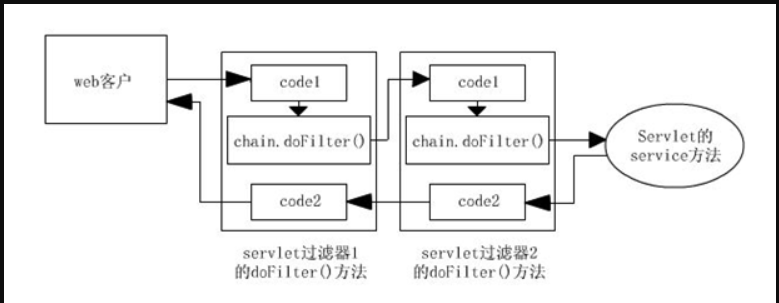 web客户
code1
chain.doFilter()
code2
servlet过滤器1
的doFilter()方法
code1
chain.doFilter()
code2
servlet过滤器2
的doFilter()方法
Servlet的
service方法